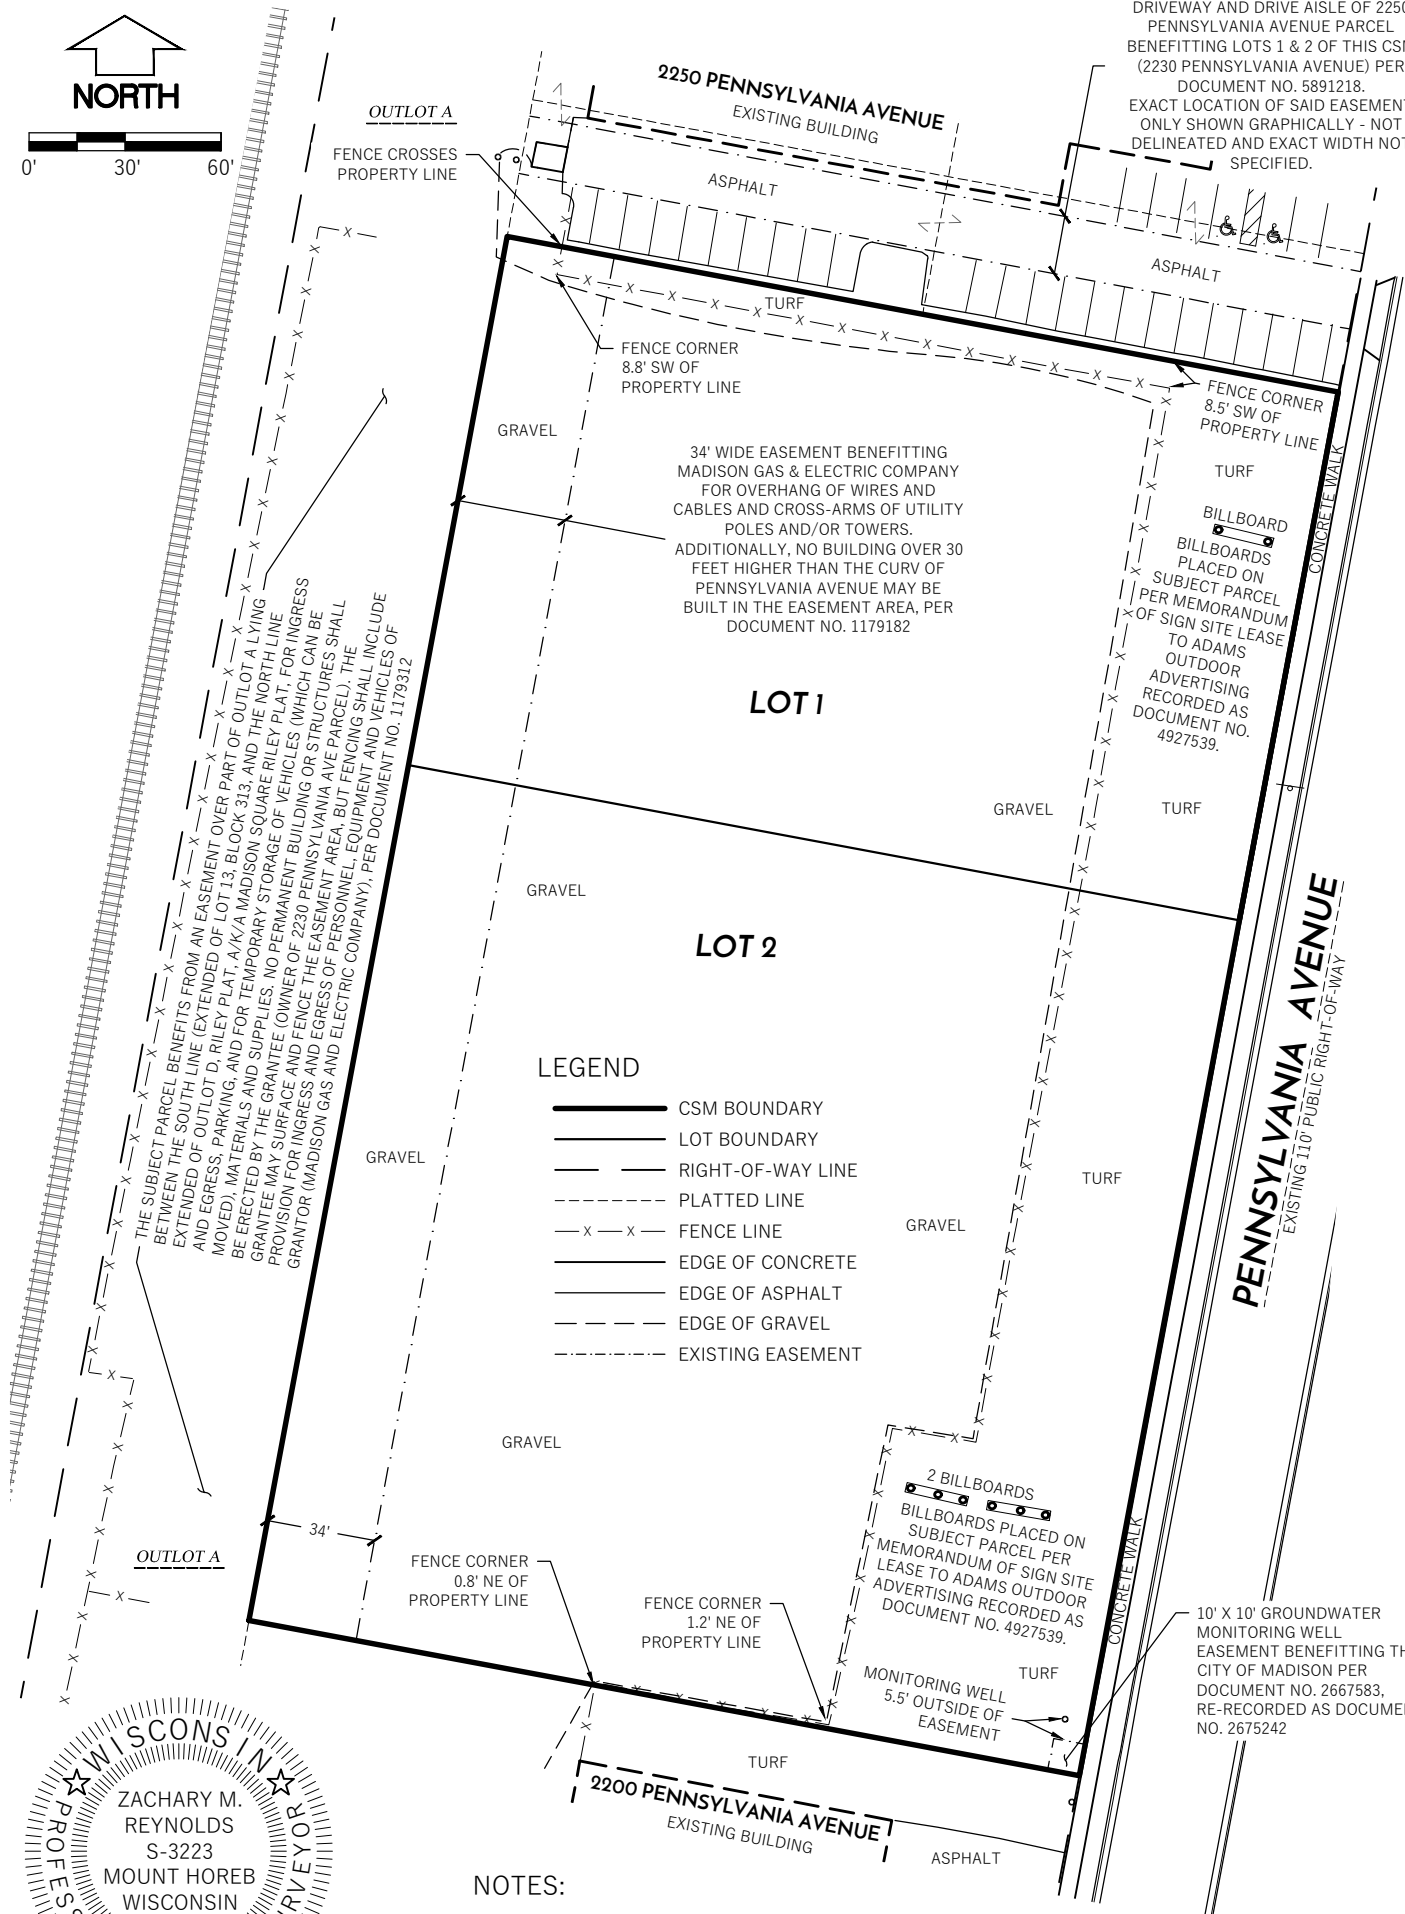 NORTH
0' 30' 60'
OUTLOT A
FENCE CROSSES
PROPERTY LINE
2250 PENNSYLVANIA AVENUE
EXISTING BUILDING
ASPHALT
DRIVEWAY AND DRIVE AISLE OF 2250
PENNSYLVANIA AVENUE PARCEL
BENEFITTING LOTS 1 & 2 OF THIS CSM
(2230 PENNSYLVANIA AVENUE) PER
DOCUMENT NO. 5891218.
EXACT LOCATION OF SAID EASEMENT
ONLY SHOWN GRAPHICALLY - NOT
DELINEATED AND EXACT WIDTH NOT
SPECIFIED.
ASPHALT
TURF
FENCE CORNER
8.8' SW OF
PROPERTY LINE
FENCE CORNER
8.5' SW OF
PROPERTY LINE
GRAVEL
34' WIDE EASEMENT BENEFITTING
MADISON GAS & ELECTRIC COMPANY
FOR OVERHANG OF WIRES AND
CABLES AND CROSS-ARMS OF UTILITY
POLES AND/OR TOWERS.
ADDITIONALLY, NO BUILDING OVER 30
FEET HIGHER THAN THE CURV OF
PENNSYLVANIA AVENUE MAY BE
BUILT IN THE EASEMENT AREA, PER
DOCUMENT NO. 1179182
TURF
CONCRETE WALK
BILLBOARD
BILLBOARDS
PLACED ON
SUBJECT PARCEL
PER MEMORANDUM
OF SIGN SITE LEASE
TO ADAMS
OUTDOOR
ADVERTISING
RECORDED AS
DOCUMENT NO.
4927539.
LOT 1
GRAVEL
TURF
THE SUBJECT PARCEL BENEFITS FROM AN EASEMENT OVER PART OF OUTLOT A LYING
BETWEEN THE SOUTH LINE (EXTENDED OF LOT 13, BLOCK 313, AND THE NORTH LINE
EXTENDED OF OUTLOT D, RILEY PLAT, A/K/A MADISON SQUARE RILEY PLAT, FOR INGRESS
AND EGRESS, PARKING, AND FOR TEMPORARY STORAGE OF VEHICLES (WHICH CAN BE
MOVED), MATERIALS AND SUPPLIES. NO PERMANENT BUILDING OR STRUCTURES SHALL
BE ERECTED BY THE GRANTEE (OWNER OF 2230 PENNSYLVANIA AVE PARCEL). THE
GRANTEE MAY SURFACE AND FENCE THE EASEMENT AREA, BUT FENCING SHALL INCLUDE
PROVISION FOR INGRESS AND EGRESS OF PERSONNEL, EQUIPMENT AND VEHICLES OF
GRANTOR (MADISON GAS AND ELECTRIC COMPANY), PER DOCUMENT NO. 1179312
GRAVEL
LOT 2
PENNSYLVANIA AVENUE
EXISTING 110' PUBLIC RIGHT-OF-WAY
LEGEND
CSM BOUNDARY
LOT BOUNDARY
RIGHT-OF-WAY LINE
PLATTED LINE
FENCE LINE
EDGE OF CONCRETE
EDGE OF ASPHALT
EDGE OF GRAVEL
EXISTING EASEMENT
GRAVEL
TURF
GRAVEL
GRAVEL
2 BILLBOARDS
BILLBOARDS PLACED ON
SUBJECT PARCEL PER
MEMORANDUM OF SIGN SITE
LEASE TO ADAMS OUTDOOR
ADVERTISING RECORDED AS
DOCUMENT NO. 4927539.
34'
OUTLOT A
FENCE CORNER
0.8' NE OF
PROPERTY LINE
FENCE CORNER
1.2' NE OF
PROPERTY LINE
CONCRETE WALK
10' X 10' GROUNDWATER
MONITORING WELL
EASEMENT BENEFITTING TH
CITY OF MADISON PER
DOCUMENT NO. 2667583,
RE-RECORDED AS DOCUME
NO. 2675242
TURF
MONITORING WELL
5.5' OUTSIDE OF
EASEMENT
TURF
2200 PENNSYLVANIA AVENUE
EXISTING BUILDING
ASPHALT
WISCONSIN
PROFESS
RVEYOR
ZACHARY M.
REYNOLDS
S-3223
MOUNT HOREB
WISCONSIN
NOTES: